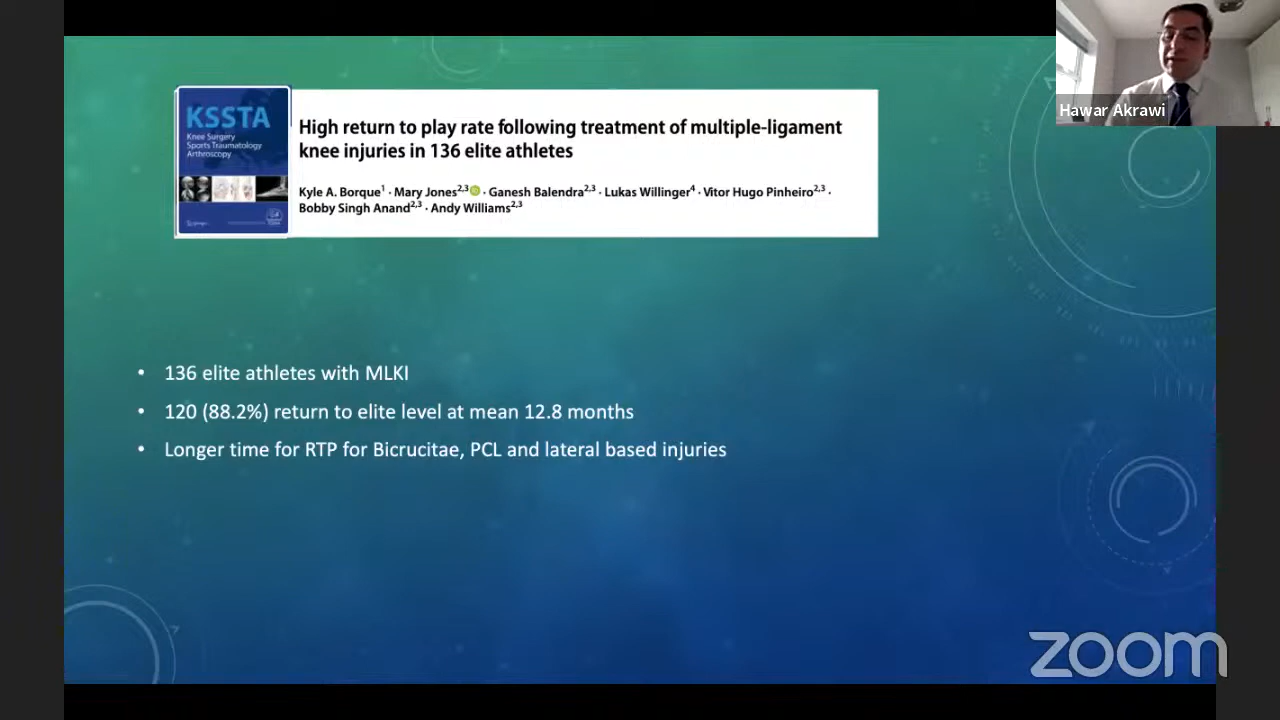 KSSTA
Knee Surgery
Sports Traumatology
Arthroscopy
High return to play rate following treatment of multiple-ligament
knee injuries in 136 elite athletes
Kyle A. Borque1 · Mary Jones2,3 · Ganesh Balendra2,3 · Lukas Willinger4 · Vitor Hugo Pinheiro2,3 ·
Bobby Singh Anand2,3 · Andy Williams2,3
• 136 elite athletes with MLKI
• 120 (88.2%) return to elite level at mean 12.8 months
• Longer time for RTP for Bicrucitae, PCL and lateral based injuries
Hawar Akrawi
zoom